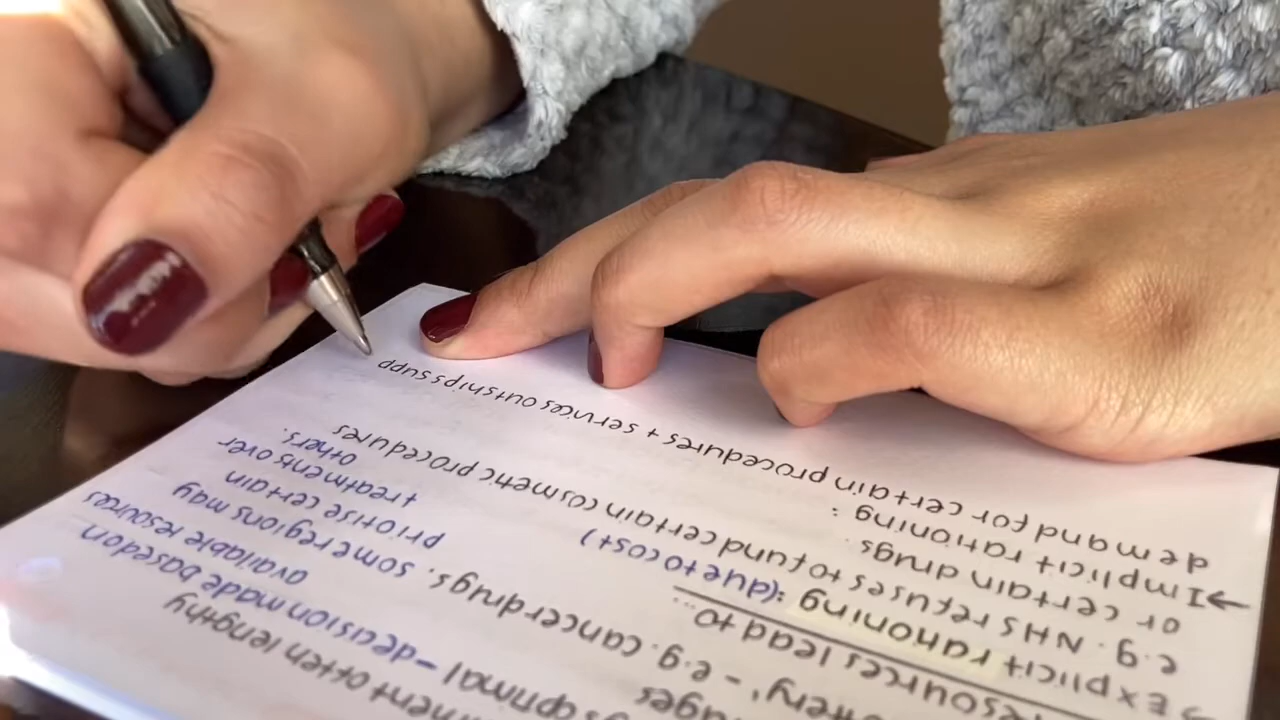 often lengthy
optimal – decision made based on
available resources
- e.g. cancer drugs. some regions may
priotise certain
treatments over
others.
resources lead to...
Explicit rationing : (due to cost)
e.g. NHS refuses to fund certain cosmetic procedures
or certain drugs.
→ Implicit rationing :
demand for certain procedures + services outships supp